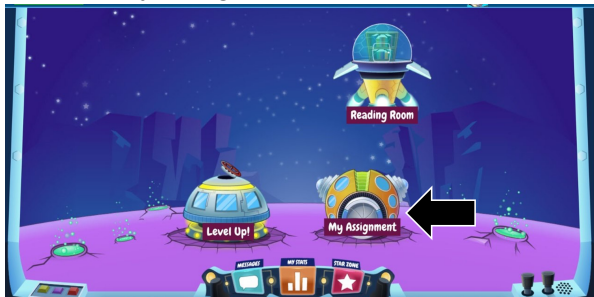 Reading Room
Level Up!
My Assignment
MESSAGES
MY STATS
STAR ZONE